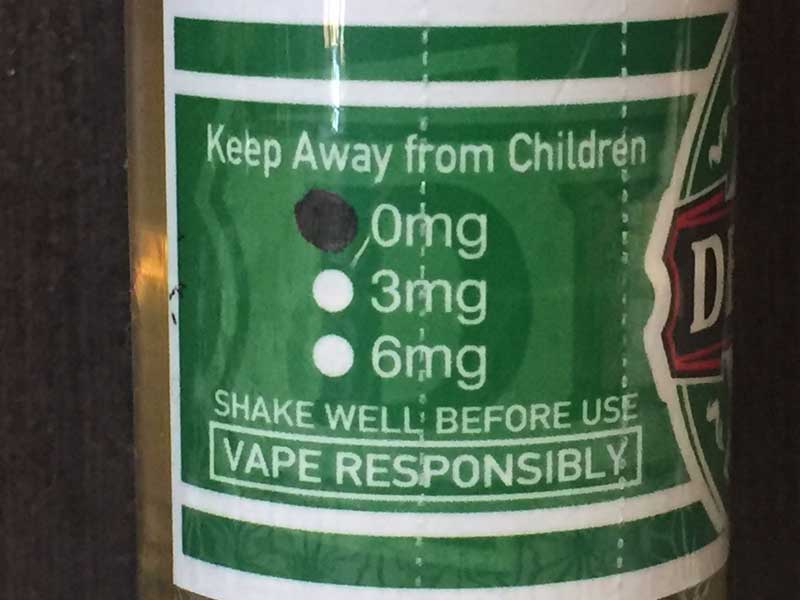 Keep Away from Children
0mg
3mg
6mg
SHAKE WELL BEFORE USE
VAPE RESPONSIBLY